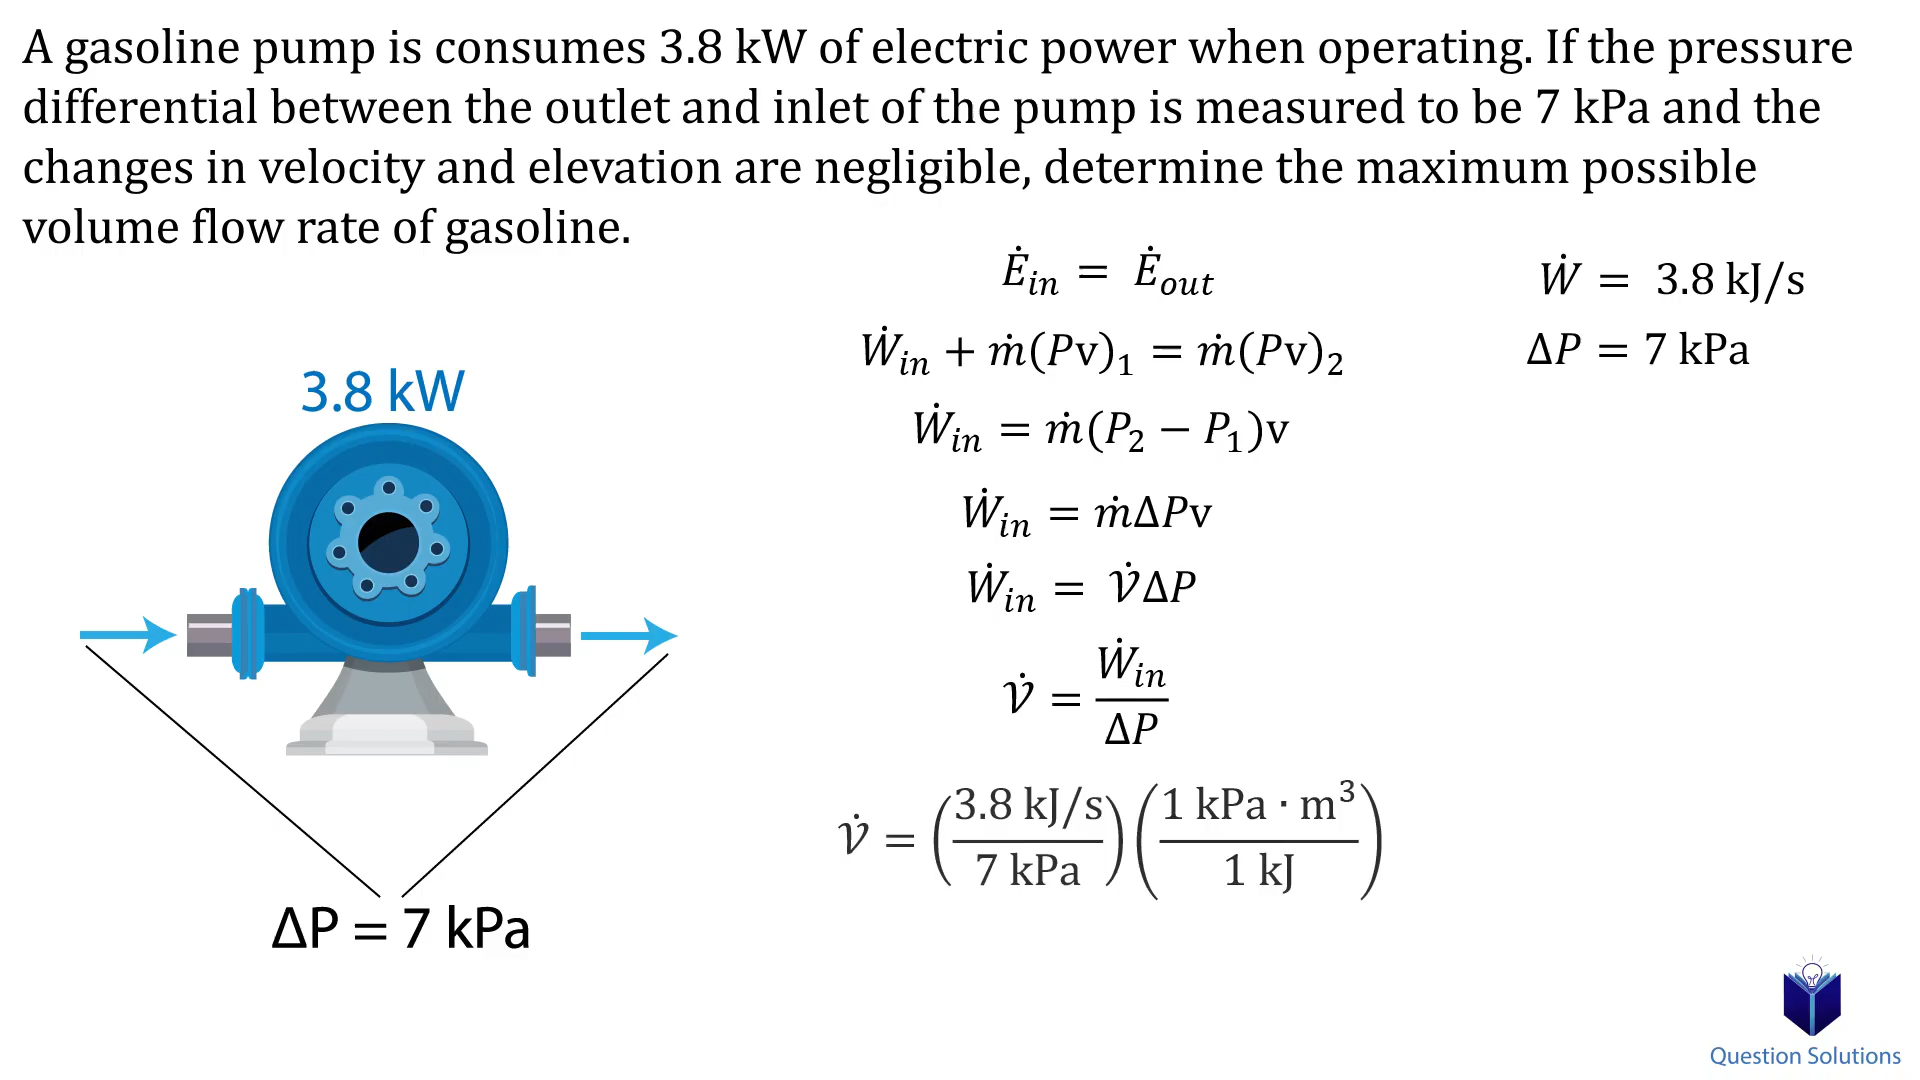 A gasoline pump is consumes 3.8 kW of electric power when operating. If the pressure
differential between the outlet and inlet of the pump is measured to be 7 kPa and the
changes in velocity and elevation are negligible, determine the maximum possible
volume flow rate of gasoline.
Ė_in = Ė_out
Ẇ = 3.8 kJ/s
Ẇ_in + ṁ(Pv)₁ = ṁ(Pv)₂
ΔP = 7 kPa
3.8 kW
Ẇ_in = ṁ(P₂ − P₁)v
Ẇ_in = ṁΔPv
Ẇ_in = 𝒱̇ΔP
𝒱̇ = Ẇ_in / ΔP
𝒱̇ = (3.8 kJ/s / 7 kPa) (1 kPa · m³ / 1 kJ)
ΔP = 7 kPa
Question Solutions